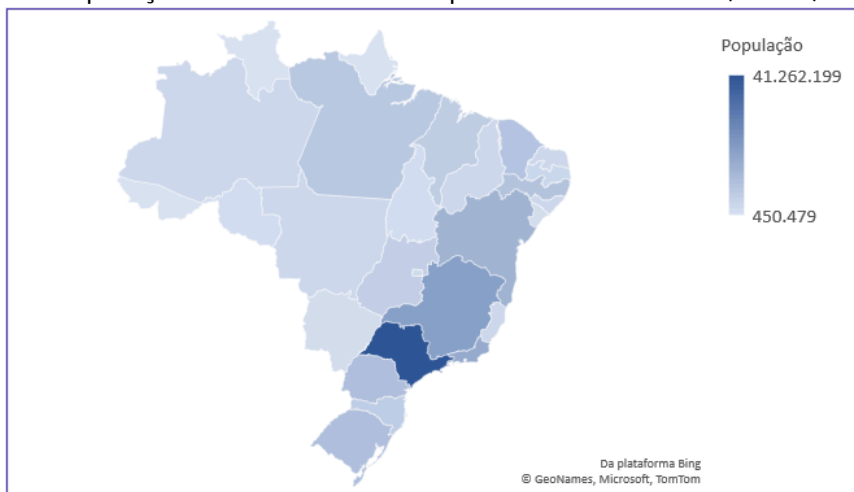 População
41.262.199
450.479
Da plataforma Bing
© GeoNames, Microsoft, TomTom